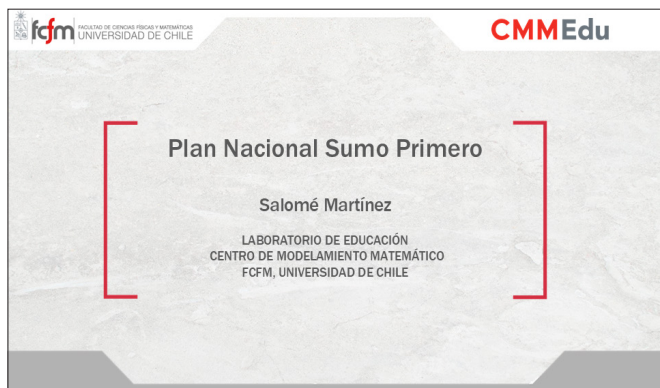 fcfm
FACULTAD DE CIENCIAS FÍSICAS Y MATEMÁTICAS
UNIVERSIDAD DE CHILE
CMMEdu
Plan Nacional Sumo Primero
Salomé Martínez
LABORATORIO DE EDUCACIÓN
CENTRO DE MODELAMIENTO MATEMÁTICO
FCFM, UNIVERSIDAD DE CHILE